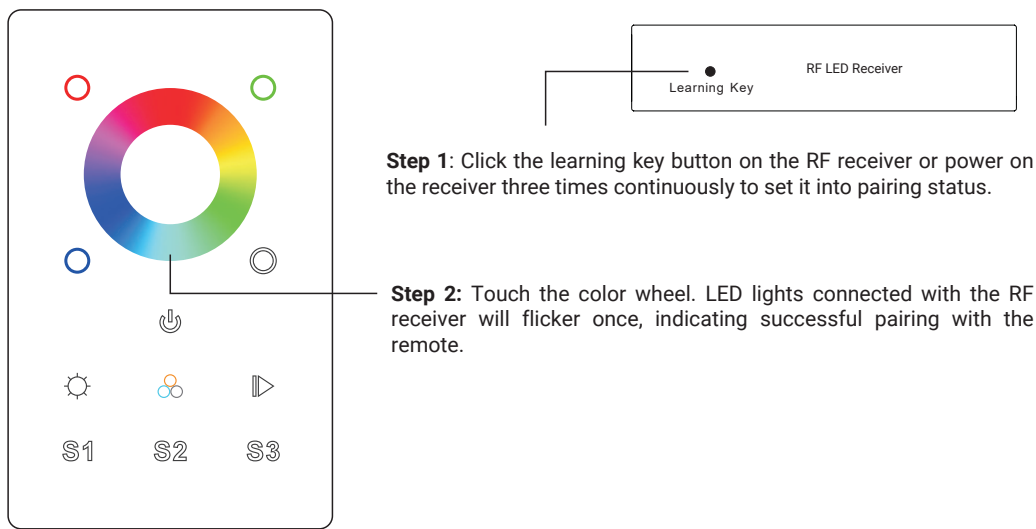 RF LED Receiver
Learning Key
Step 1: Click the learning key button on the RF receiver or power on
the receiver three times continuously to set it into pairing status.
Step 2: Touch the color wheel. LED lights connected with the RF
receiver will flicker once, indicating successful pairing with the
remote.
S1 S2 S3